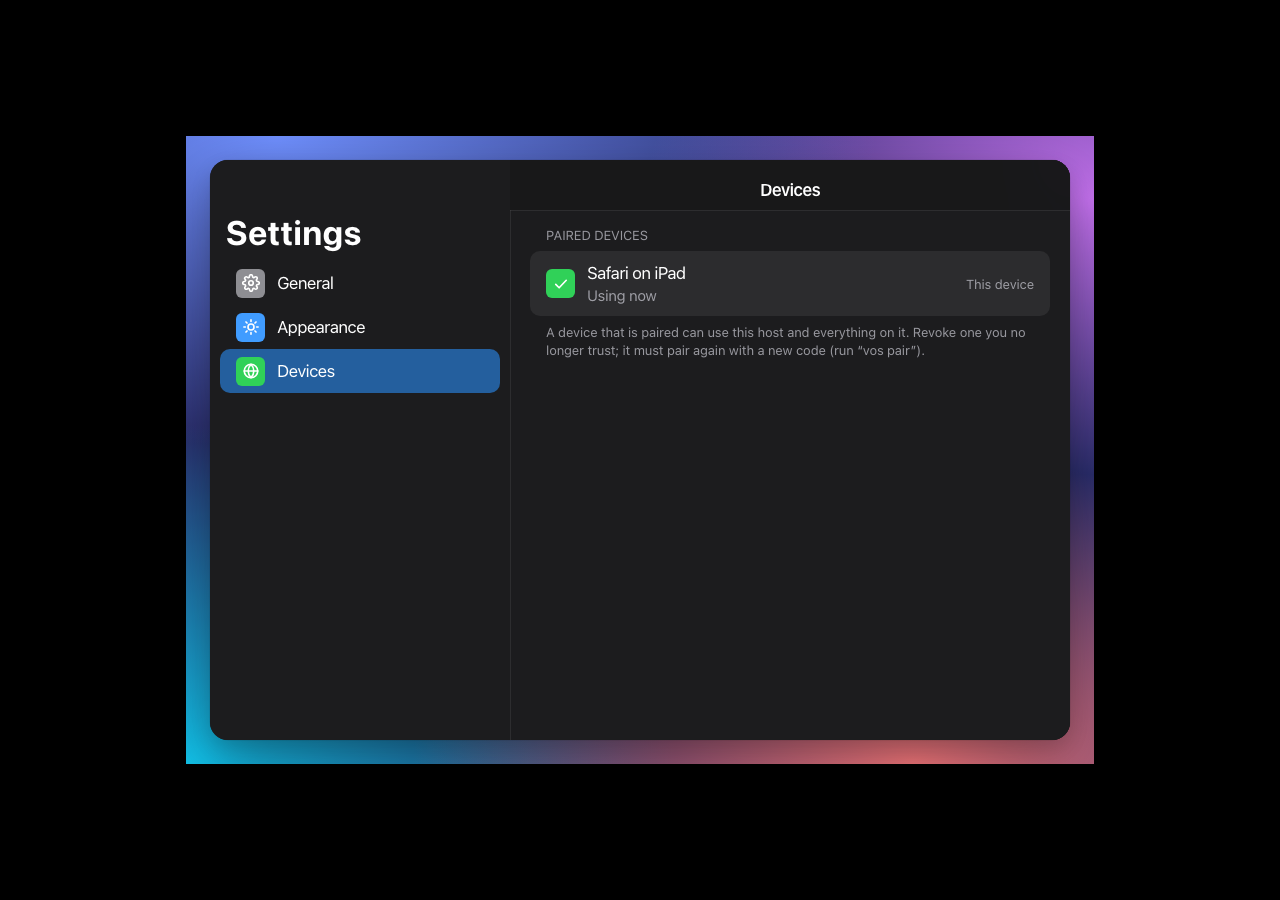 Settings
General
Appearance
Devices
Devices
PAIRED DEVICES
Safari on iPad
Using now
This device
A device that is paired can use this host and everything on it. Revoke one you no
longer trust; it must pair again with a new code (run “vos pair”).